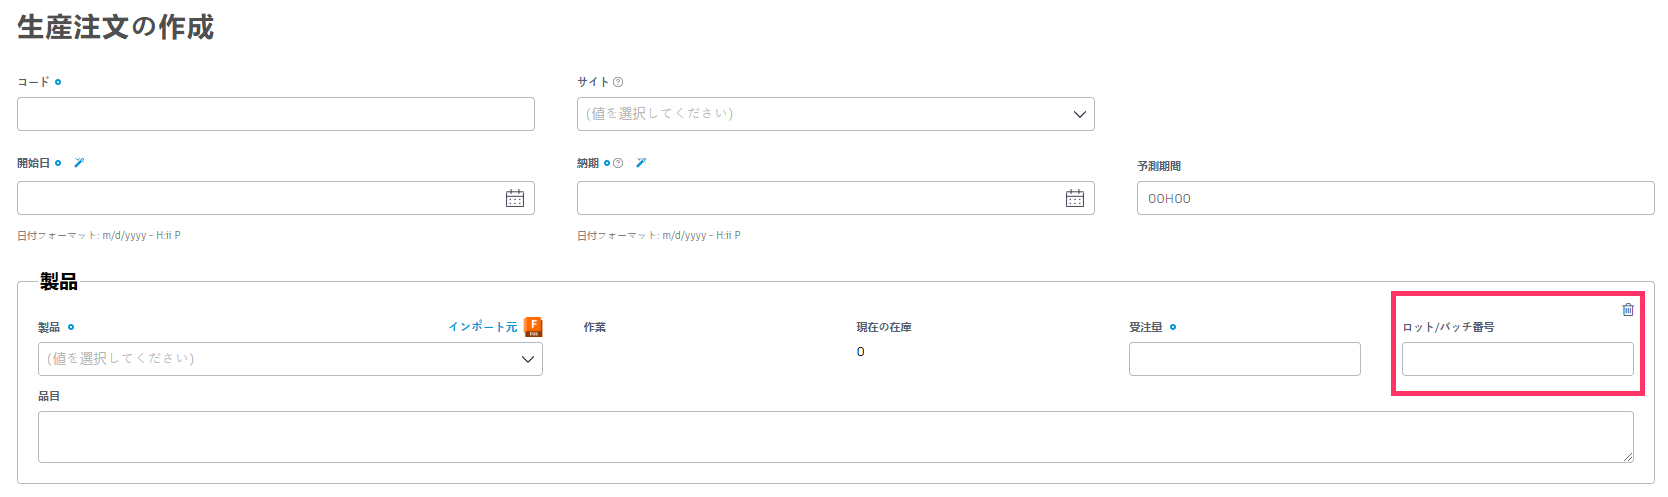 生産注文の作成
コード
サイト
(値を選択してください)
開始日
納期
予測期間
00H00
日付フォーマット: m/d/yyyy - H:ii P
日付フォーマット: m/d/yyyy - H:ii P
製品
製品
インポート元
F
作業
現在の在庫
受注量
ロット/バッチ番号
(値を選択してください)
0
品目